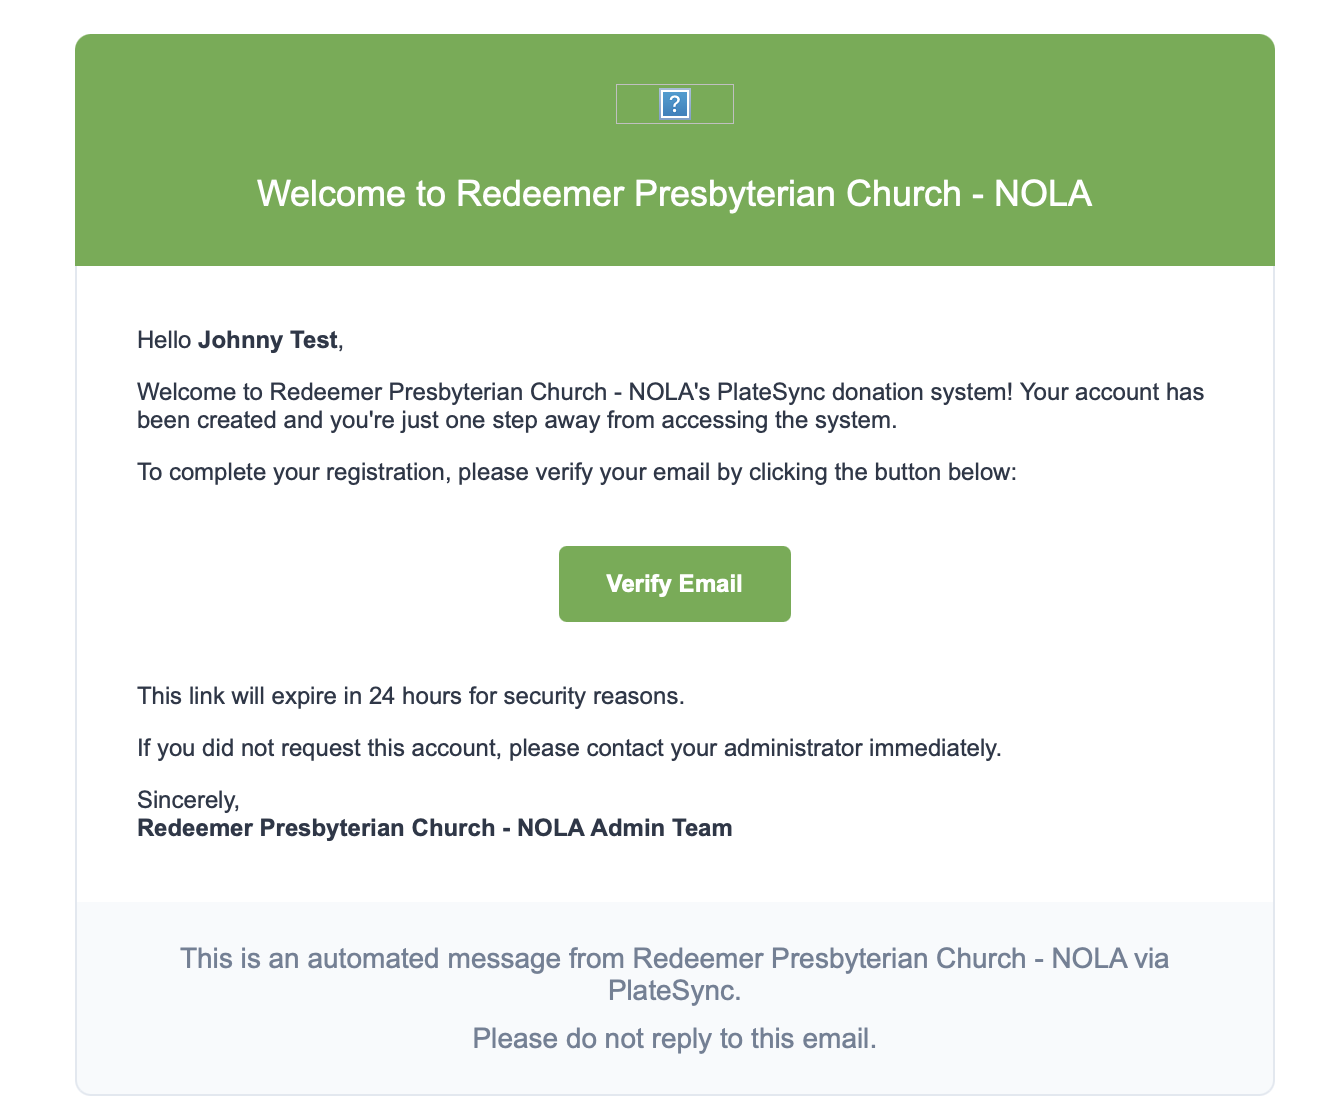 ?
Welcome to Redeemer Presbyterian Church - NOLA
Hello Johnny Test,
Welcome to Redeemer Presbyterian Church - NOLA's PlateSync donation system! Your account has
been created and you're just one step away from accessing the system.
To complete your registration, please verify your email by clicking the button below:
Verify Email
This link will expire in 24 hours for security reasons.
If you did not request this account, please contact your administrator immediately.
Sincerely,
Redeemer Presbyterian Church - NOLA Admin Team
This is an automated message from Redeemer Presbyterian Church - NOLA via
PlateSync.
Please do not reply to this email.